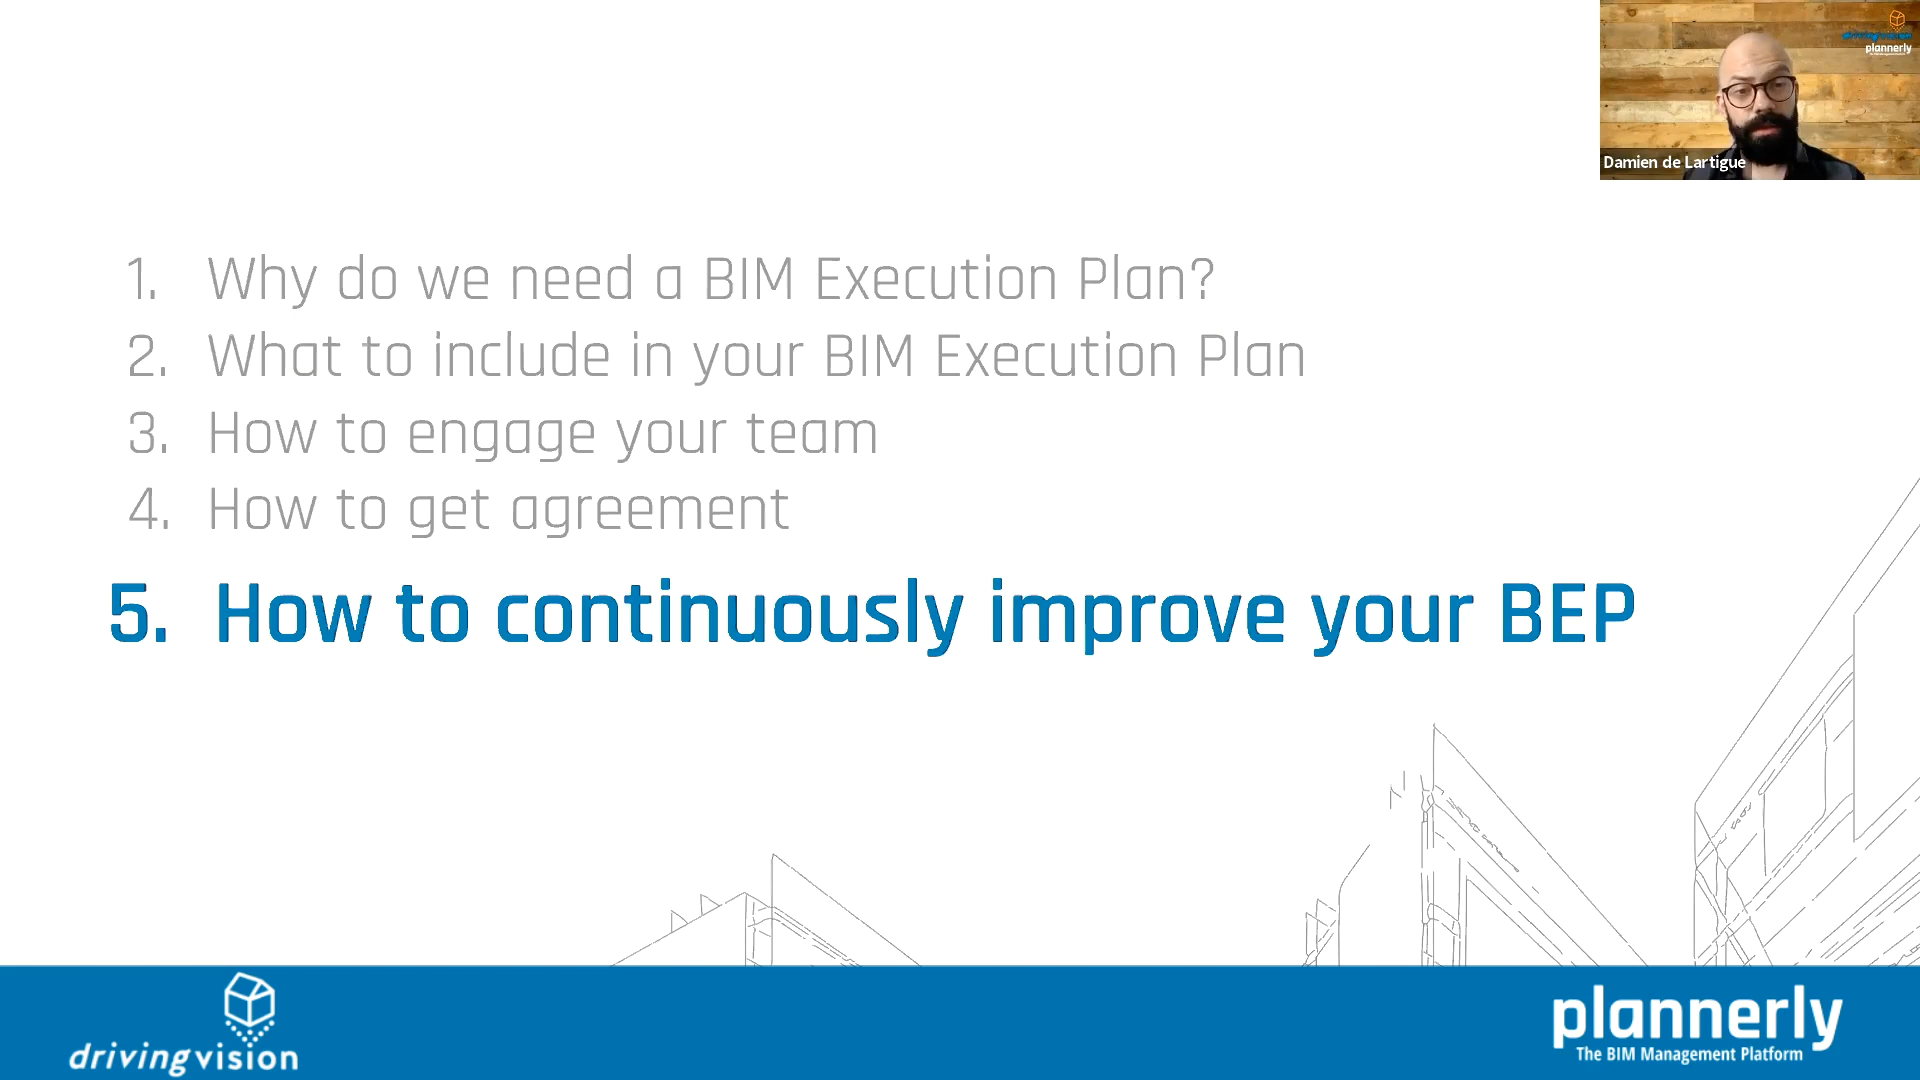 plannerly
Damien de Lartigue
1. Why do we need a BIM Execution Plan?
2. What to include in your BIM Execution Plan
3. How to engage your team
4. How to get agreement
5. How to continuously improve your BEP
drivingvision
plannerly
The BIM Management Platform